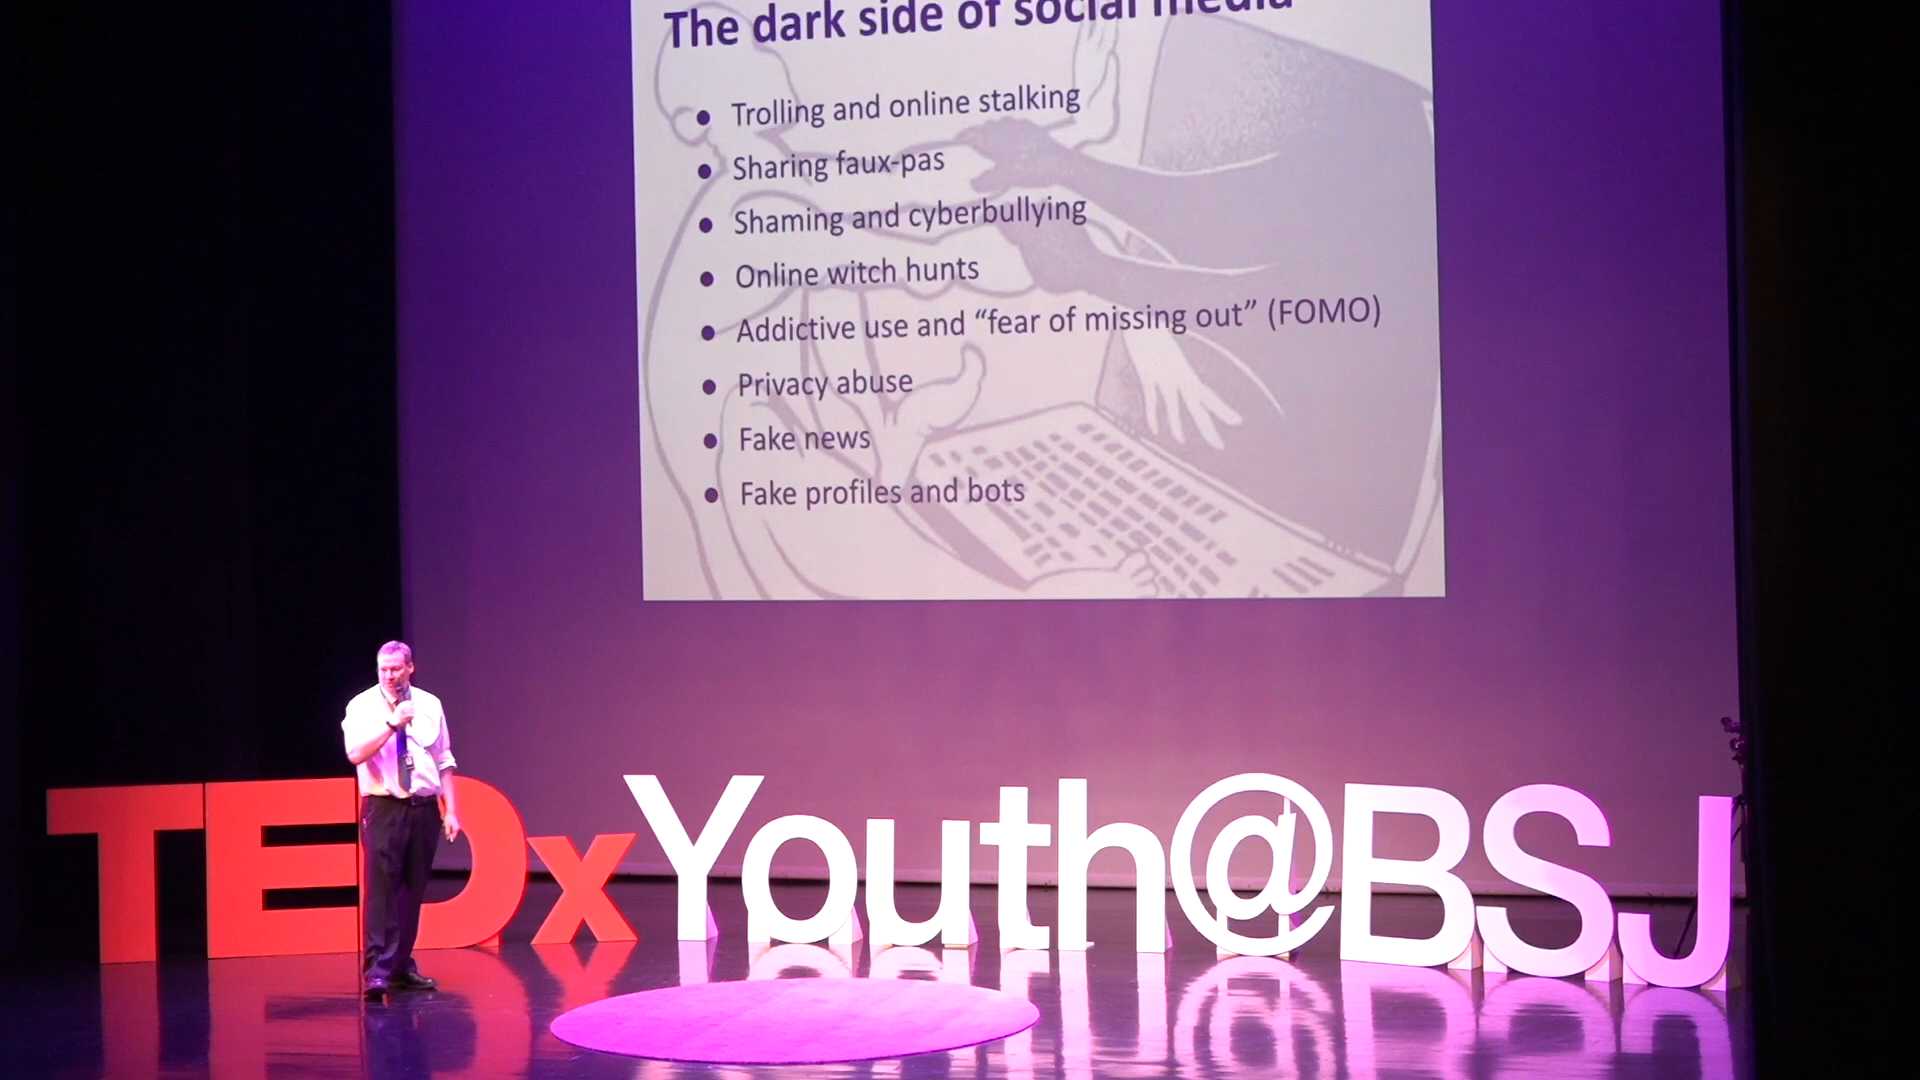 The dark side of social media
• Trolling and online stalking
• Sharing faux-pas
• Shaming and cyberbullying
• Online witch hunts
• Addictive use and “fear of missing out” (FOMO)
• Privacy abuse
• Fake news
• Fake profiles and bots
TEDxYouth@BSJ